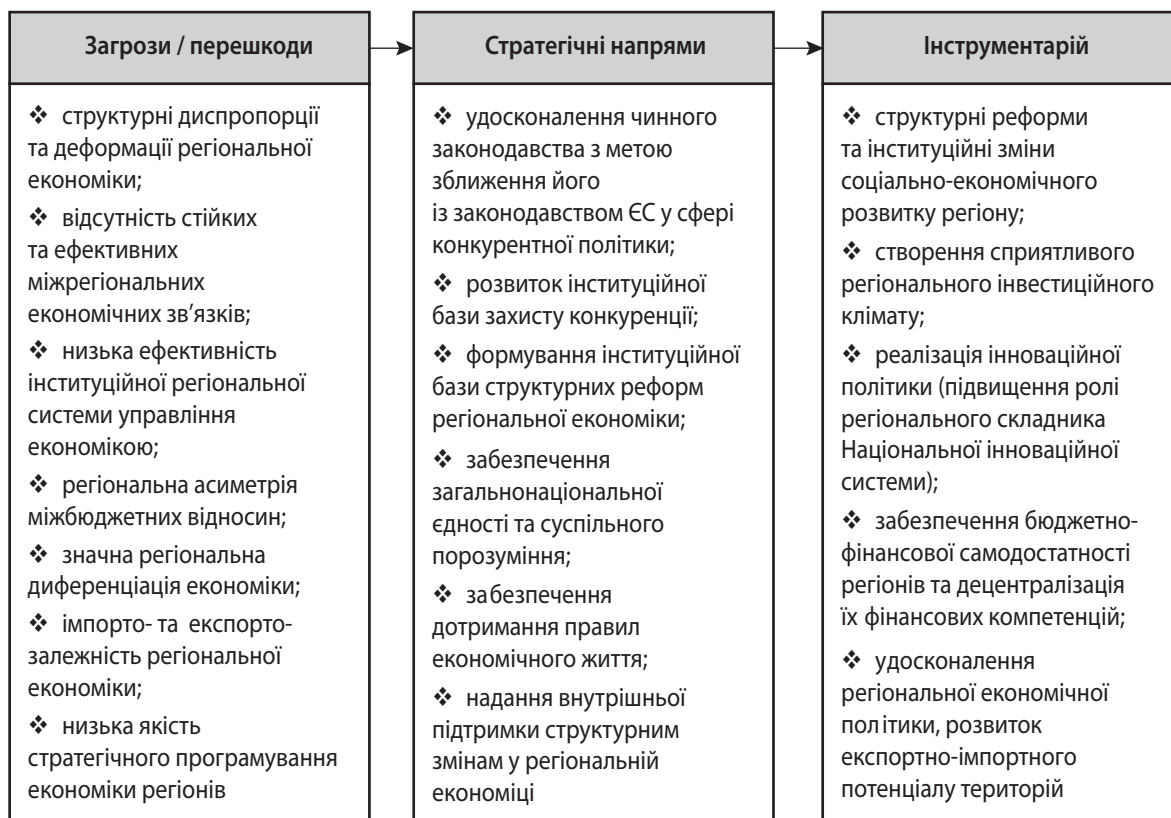 Загрози / перешкоди
❖ структурні диспропорції
та деформації регіональної
економіки;
❖ відсутність стійких
та ефективних
міжрегіональних
економічних зв'язків;
❖ низька ефективність
інституційної регіональної
системи управління
економікою;
❖ регіональна асиметрія
міжбюджетних відносин;
❖ значна регіональна
диференціація економіки;
❖ імпорто- та експорто-
залежність регіональної
економіки;
❖ низька якість
стратегічного програмування
економіки регіонів
Стратегічні напрями
❖ удосконалення чинного
законодавства з метою
зближення його
із законодавством ЄС у сфері
конкурентної політики;
❖ розвиток інституційної
бази захисту конкуренції;
❖ формування інституційної
бази структурних реформ
регіональної економіки;
❖ забезпечення
загальнонаціональної
єдності та суспільного
порозуміння;
❖ забезпечення
дотримання правил
економічного життя;
❖ надання внутрішньої
підтримки структурним
змінам у регіональній
економіці
Інструментарій
❖ структурні реформи
та інституційні зміни
соціально-економічного
розвитку регіону;
❖ створення сприятливого
регіонального інвестиційного
клімату;
❖ реалізація інноваційної
політики (підвищення ролі
регіонального складника
Національної інноваційної
системи);
❖ забезпечення бюджетно-
фінансової самодостатності
регіонів та децентралізація
їх фінансових компетенцій;
❖ удосконалення
регіональної економічної
політики, розвиток
експортно-імпортного
потенціалу територій